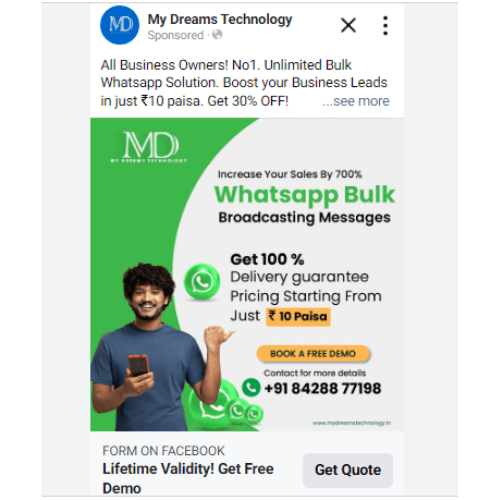 MD
My Dreams Technology
Sponsored ·
All Business Owners! No1. Unlimited Bulk
Whatsapp Solution. Boost your Business Leads
in just ₹10 paisa. Get 30% OFF! ...see more
MD
MY DREAMS TECHNOLOGY
Increase Your Sales By 700%
Whatsapp Bulk
Broadcasting Messages
Get 100 %
Delivery guarantee
Pricing Starting From
Just ₹ 10 Paisa
BOOK A FREE DEMO
Contact for more details
+91 84288 77198
www.mydreamstechnology.in
FORM ON FACEBOOK
Lifetime Validity! Get Free
Demo
Get Quote